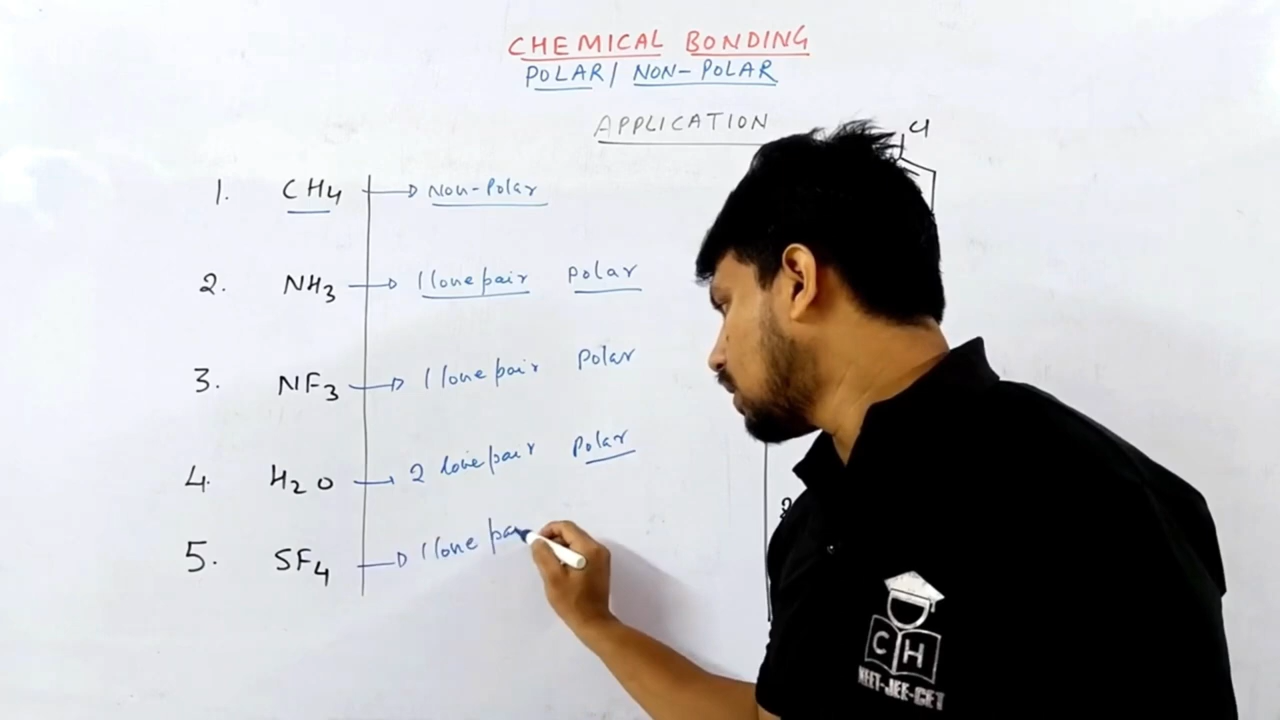 CHEMICAL BONDING
POLAR / NON-POLAR
APPLICATION
1. CH4 Non-Polar
2. NH3 1 lone pair Polar
3. NF3 1 lone pair Polar
4. H2O 2 lone pair Polar
5. SF4 1 lone pa
Cl
C H
NEET-JEE-CET